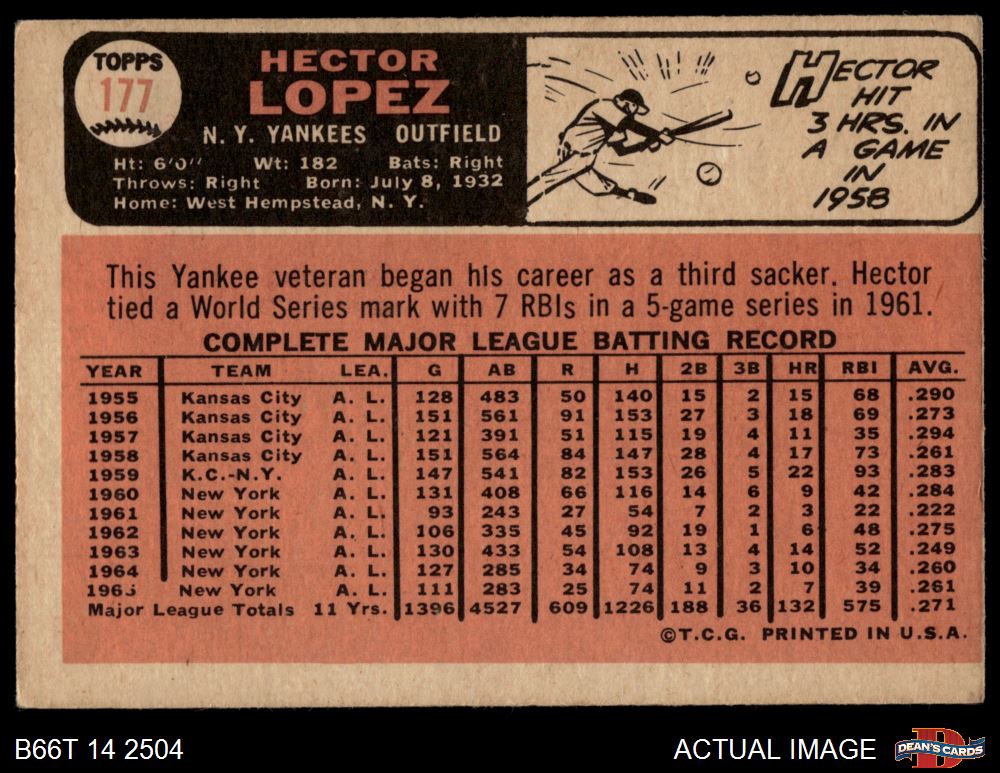 TOPPS
177
HECTOR
LOPEZ
N. Y. YANKEES OUTFIELD
Ht: 6'0" Wt: 182 Bats: Right
Throws: Right Born: July 8, 1932
Home: West Hempstead, N. Y.
HECTOR
HIT
3 HRS. IN
A GAME
IN
1958
This Yankee veteran began his career as a third sacker. Hector
tied a World Series mark with 7 RBIs in a 5-game series in 1961.
COMPLETE MAJOR LEAGUE BATTING RECORD
YEAR TEAM LEA. G AB R H 2B 3B HR RBI AVG.
1955 Kansas City A. L. 128 483 50 140 15 2 15 68 .290
1956 Kansas City A. L. 151 561 91 153 27 3 18 69 .273
1957 Kansas City A. L. 121 391 51 115 19 4 11 35 .294
1958 Kansas City A. L. 151 564 84 147 28 4 17 73 .261
1959 K.C.-N.Y. A. L. 147 541 82 153 26 5 22 93 .283
1960 New York A. L. 131 408 66 116 14 6 9 42 .284
1961 New York A. L. 93 243 27 54 7 2 3 22 .222
1962 New York A. L. 106 335 45 92 19 1 6 48 .275
1963 New York A. L. 130 433 54 108 13 4 14 52 .249
1964 New York A. L. 127 285 34 74 9 3 10 34 .260
1965 New York A. L. 111 283 25 74 11 2 7 39 .261
Major League Totals 11 Yrs. 1396 4527 609 1226 188 36 132 575 .271
©T.C.G. PRINTED IN U.S.A.
B66T 14 2504
ACTUAL IMAGE
D
DEAN'S CARDS